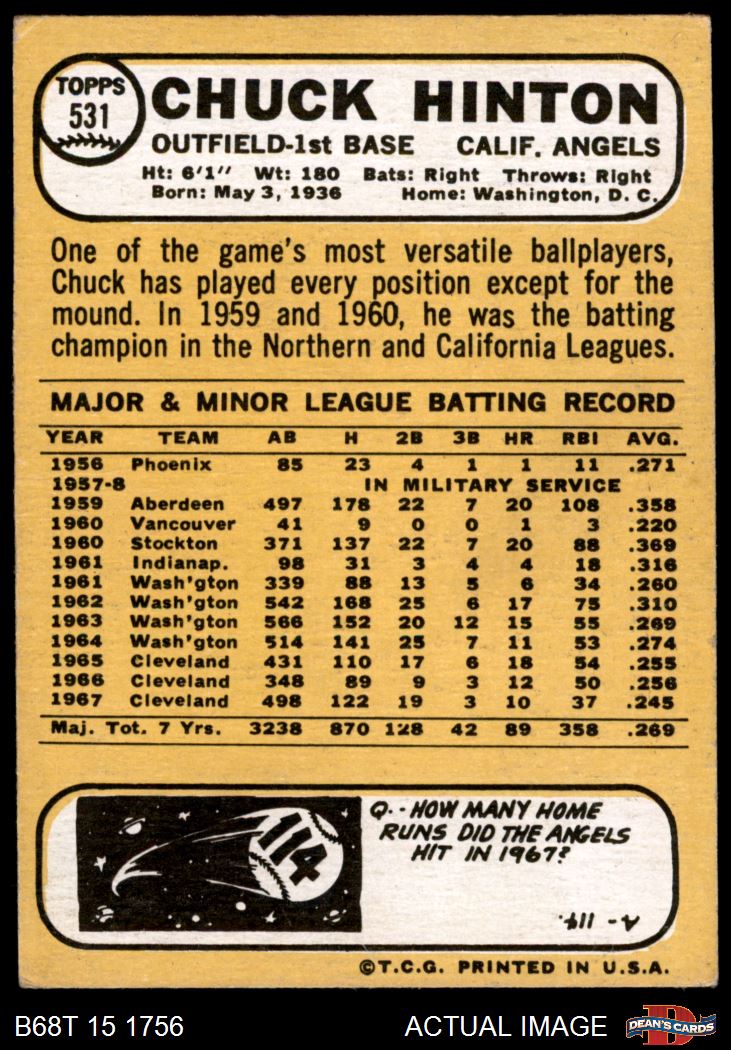 TOPPS
531
CHUCK HINTON
OUTFIELD-1st BASE CALIF. ANGELS
Ht: 6'1" Wt: 180 Bats: Right Throws: Right
Born: May 3, 1936 Home: Washington, D. C.
One of the game's most versatile ballplayers,
Chuck has played every position except for the
mound. In 1959 and 1960, he was the batting
champion in the Northern and California Leagues.
MAJOR & MINOR LEAGUE BATTING RECORD
YEAR TEAM AB H 2B 3B HR RBI AVG.
1956 Phoenix 85 23 4 1 1 11 .271
1957-8 IN MILITARY SERVICE
1959 Aberdeen 497 178 22 7 20 108 .358
1960 Vancouver 41 9 0 0 1 3 .220
1960 Stockton 371 137 22 7 20 88 .369
1961 Indianap. 98 31 3 4 4 18 .316
1961 Wash'gton 339 88 13 5 6 34 .260
1962 Wash'gton 542 168 25 6 17 75 .310
1963 Wash'gton 566 152 20 12 15 55 .269
1964 Wash'gton 514 141 25 7 11 53 .274
1965 Cleveland 431 110 17 6 18 54 .255
1966 Cleveland 348 89 9 3 12 50 .256
1967 Cleveland 498 122 19 3 10 37 .245
Maj. Tot. 7 Yrs. 3238 870 128 42 89 358 .269
114
Q.- HOW MANY HOME
RUNS DID THE ANGELS
HIT IN 1967?
A- 114.
©T.C.G. PRINTED IN U.S.A.
B68T 15 1756 ACTUAL IMAGE D DEAN'S CARDS